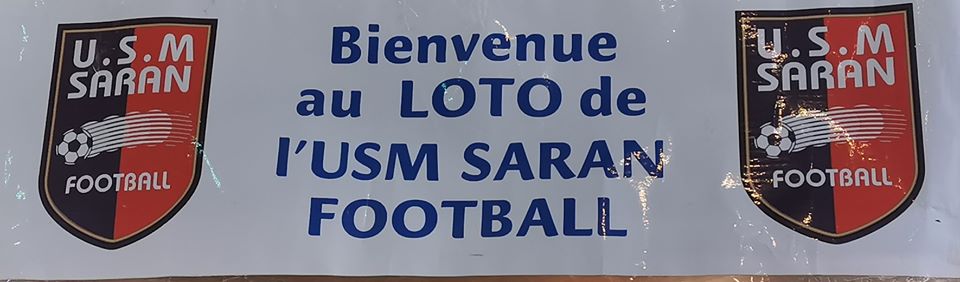 U.S.M
SARAN
FOOTBALL
Bienvenue
au LOTO de
l'USM SARAN
FOOTBALL
U.S.M
SARAN
FOOTBALL